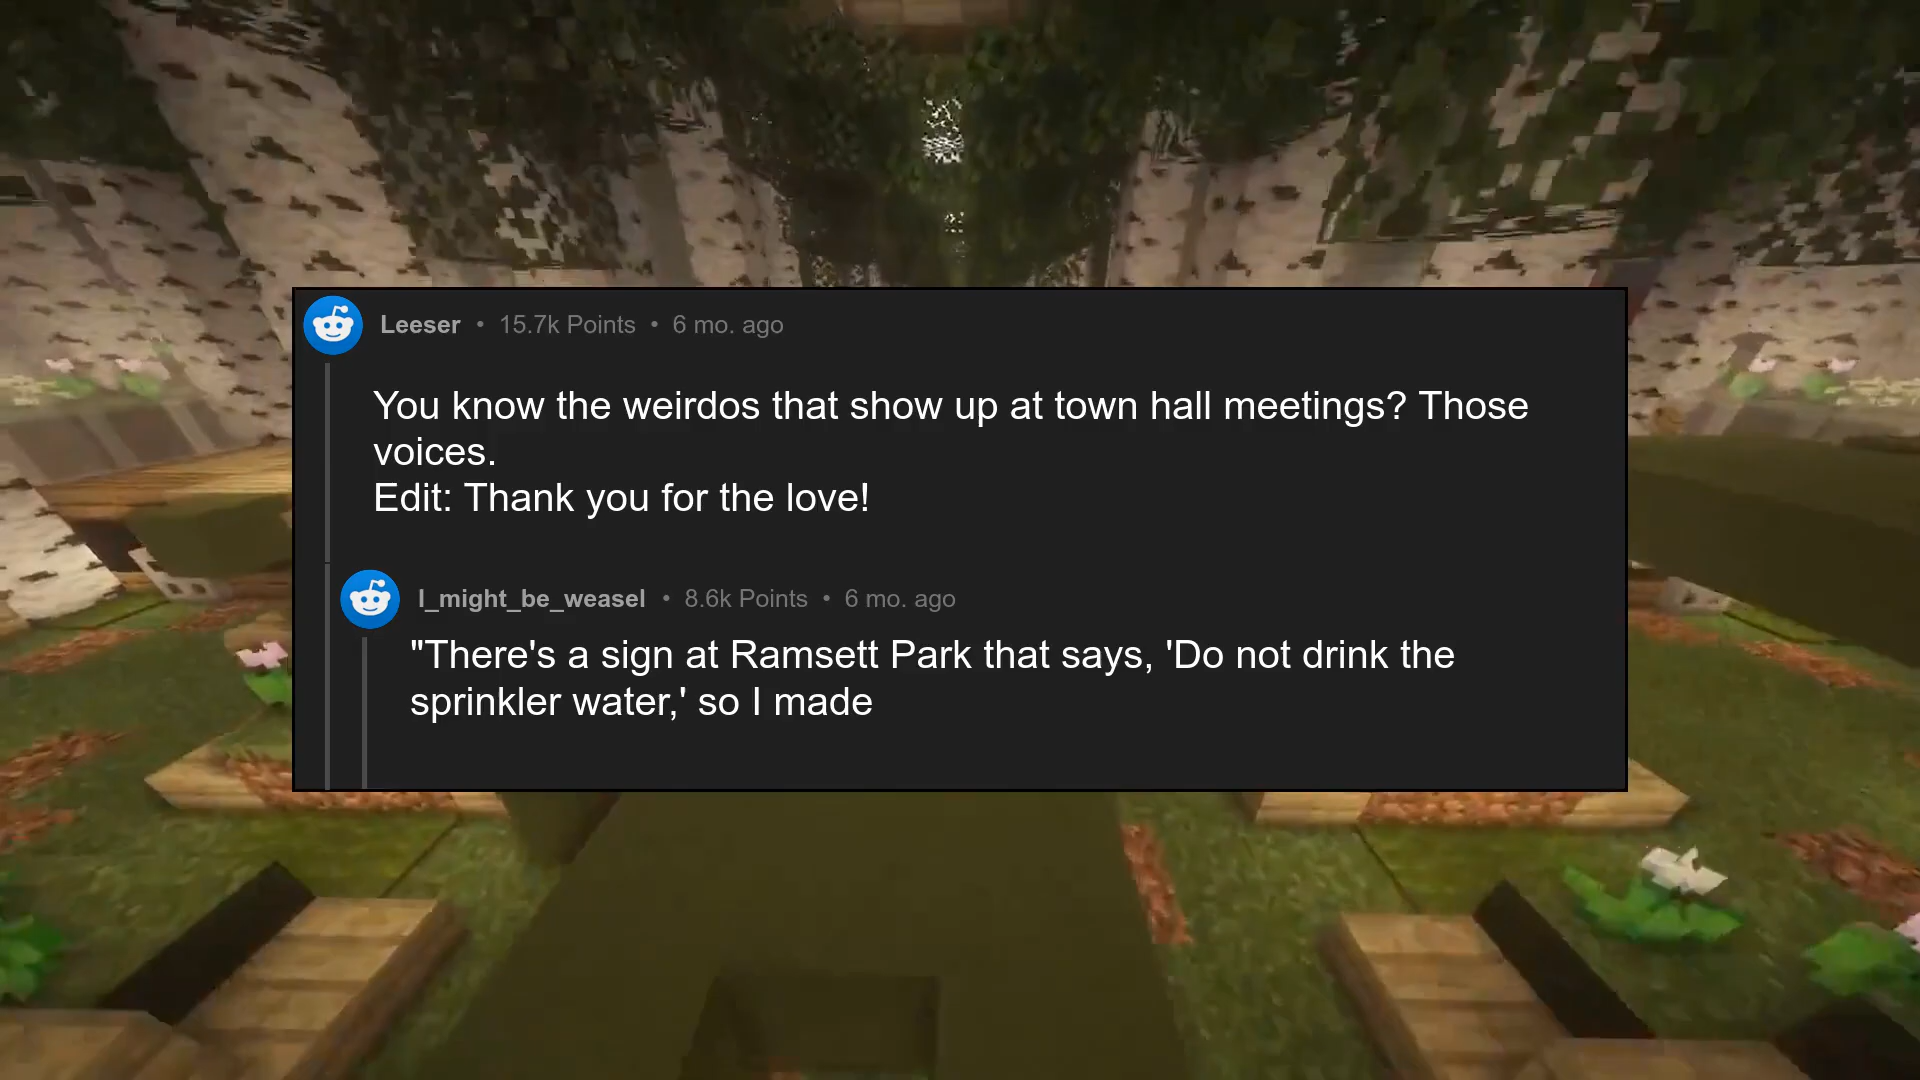 Leeser • 15.7k Points • 6 mo. ago
You know the weirdos that show up at town hall meetings? Those
voices.
Edit: Thank you for the love!
I_might_be_weasel • 8.6k Points • 6 mo. ago
"There's a sign at Ramsett Park that says, 'Do not drink the
sprinkler water,' so I made